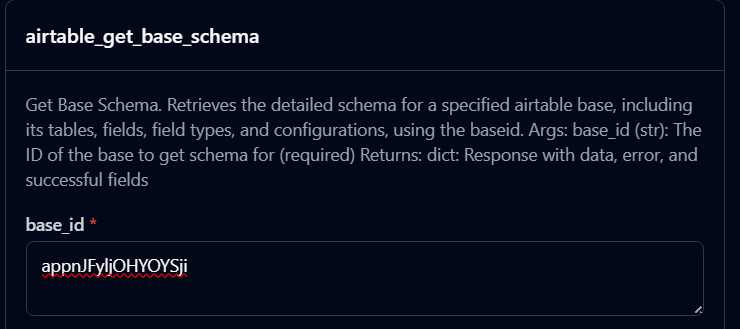 airtable_get_base_schema
Get Base Schema. Retrieves the detailed schema for a specified airtable base, including
its tables, fields, field types, and configurations, using the baseid. Args: base_id (str): The
ID of the base to get schema for (required) Returns: dict: Response with data, error, and
successful fields
base_id *
appnJFyljOHYOYSji